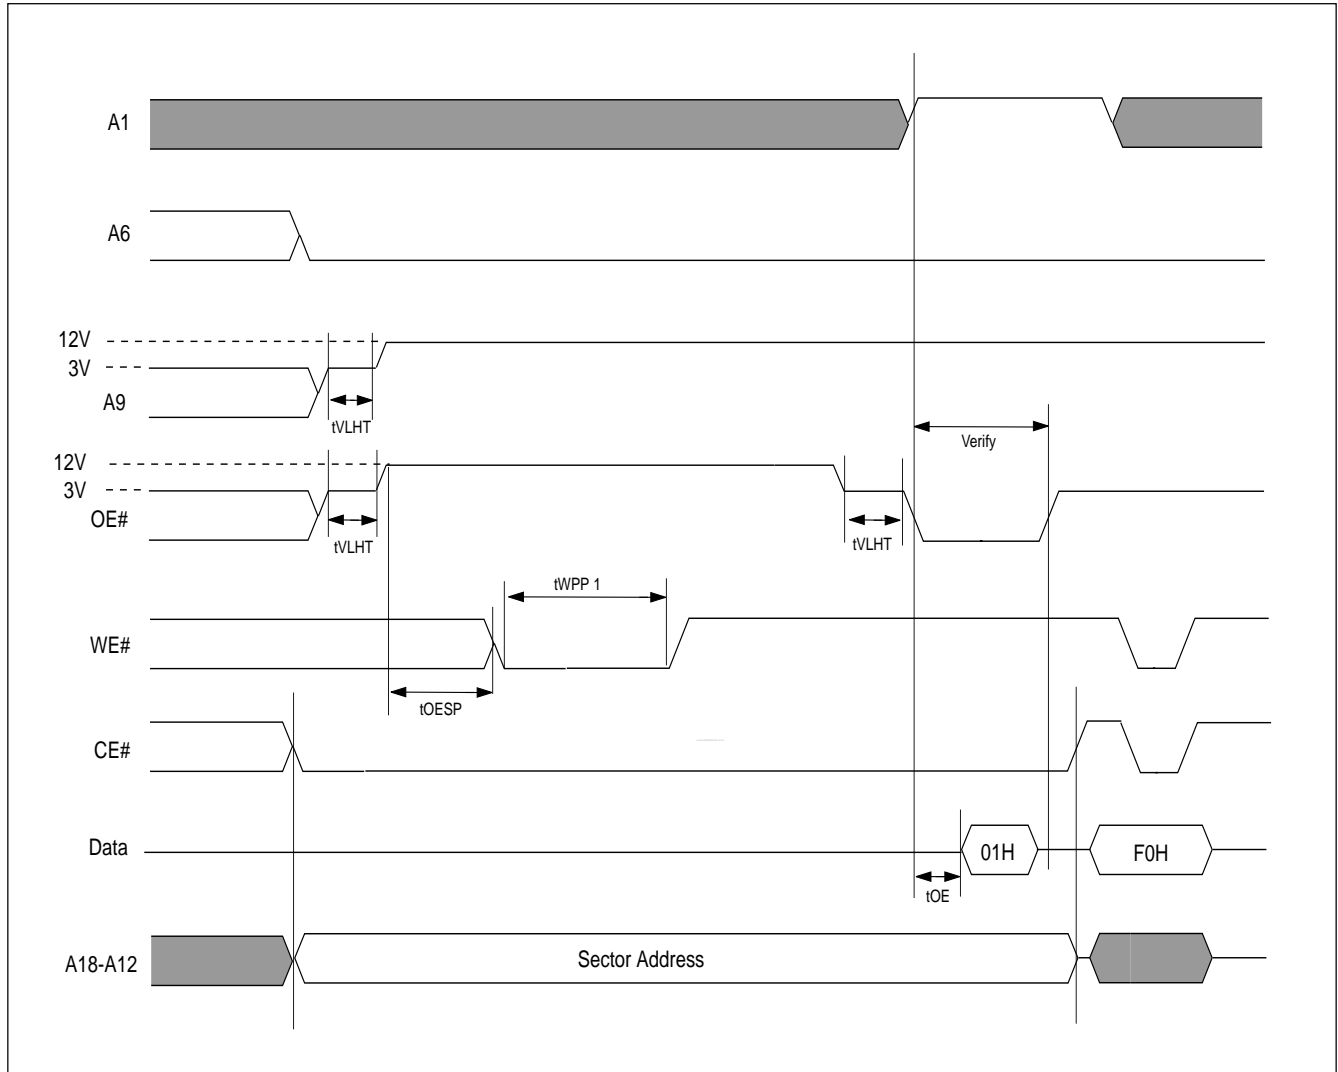 A1
A6
12V
3V
A9
tVLHT
Verify
12V
3V
OE#
tVLHT
tVLHT
tWPP 1
WE#
tOESP
CE#
Data
01H
F0H
tOE
A18-A12
Sector Address